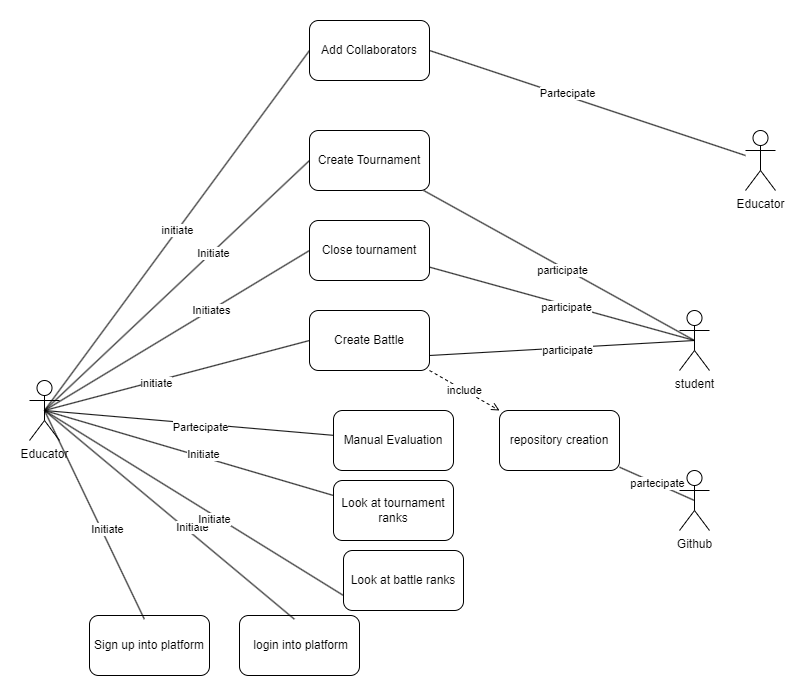 Add Collaborators
Partecipate
Educator
Create Tournament
initiate
Initiate
Close tournament
participate
Initiates
participate
Create Battle
participate
student
initiate
include
Partecipate
Manual Evaluation
repository creation
Educator
Initiate
partecipate
Look at tournament
ranks
Initiate
Initiate
Initiate
Github
Look at battle ranks
Sign up into platform
login into platform